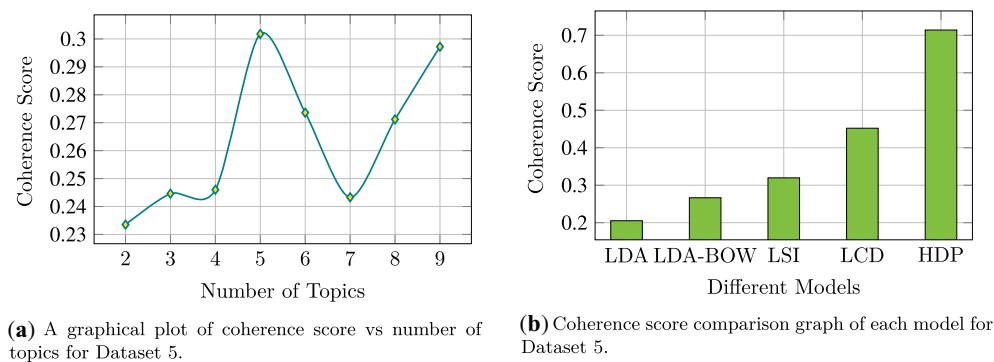 0.3
0.29
0.28
0.27
0.26
0.25
0.24
0.23
Coherence Score
2 3 4 5 6 7 8 9
Number of Topics
(a) A graphical plot of coherence score vs number of
topics for Dataset 5.
0.7
0.6
0.5
0.4
0.3
0.2
Coherence Score
LDA LDA-BOW LSI LCD HDP
Different Models
(b) Coherence score comparison graph of each model for
Dataset 5.